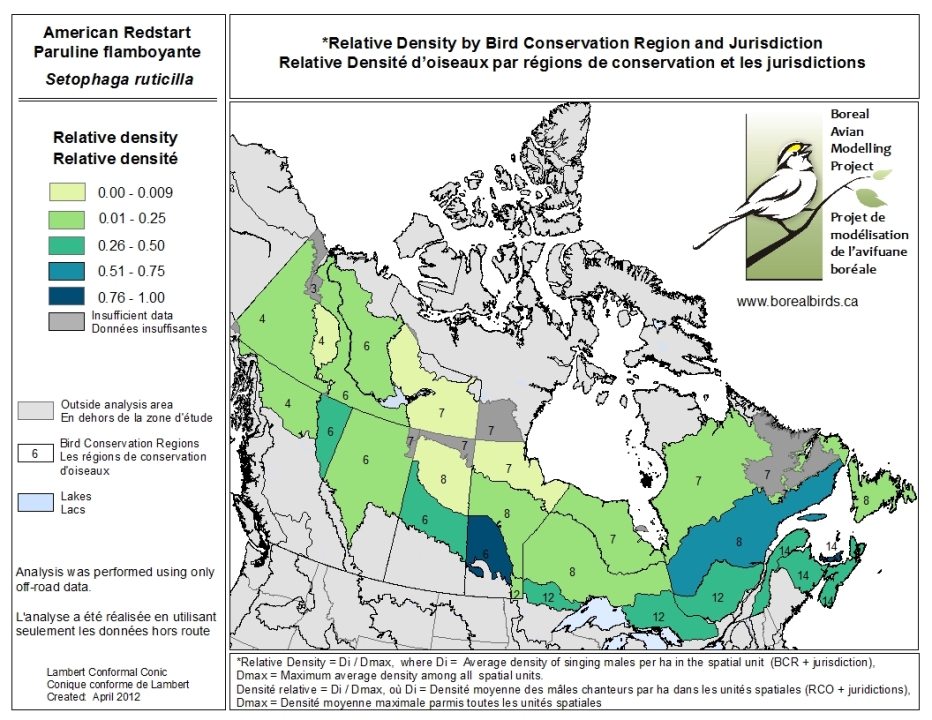 American Redstart
Paruline flamboyante
Setophaga ruticilla
*Relative Density by Bird Conservation Region and Jurisdiction
Relative Densité d'oiseaux par régions de conservation et les jurisdictions
Relative density
Relative densité
0.00 - 0.009
0.01 - 0.25
0.26 - 0.50
0.51 - 0.75
0.76 - 1.00
Insufficient data
Données insuffisantes
Outside analysis area
En dehors de la zone d'étude
6
Bird Conservation Regions
Les régions de conservation
d'oiseaux
Lakes
Lacs
Analysis was performed using only
off-road data.
L'analyse a été réalisée en utilisant
seulement les données hors route
Lambert Conformal Conic
Conique conforme de Lambert
Created: April 2012
Boreal
Avian
Modelling
Project
Projet de
modélisation
de l'avifuane
boréale
www.borealbirds.ca
3
4
4
6
6
4
7
7
6
7
7
6
7
7
7
8
8
6
8
6
7
8
8
14
14
14
14
2
12
12
12
*Relative Density = Di / Dmax, where Di = Average density of singing males per ha in the spatial unit (BCR + jurisdiction),
Dmax = Maximum average density among all spatial units.
Densité relative = Di / Dmax, où Di = Densité moyenne des mâles chanteurs par ha dans les unités spatiales (RCO + juridictions),
Dmax = Densité moyenne maximale parmis toutes les unités spatiales